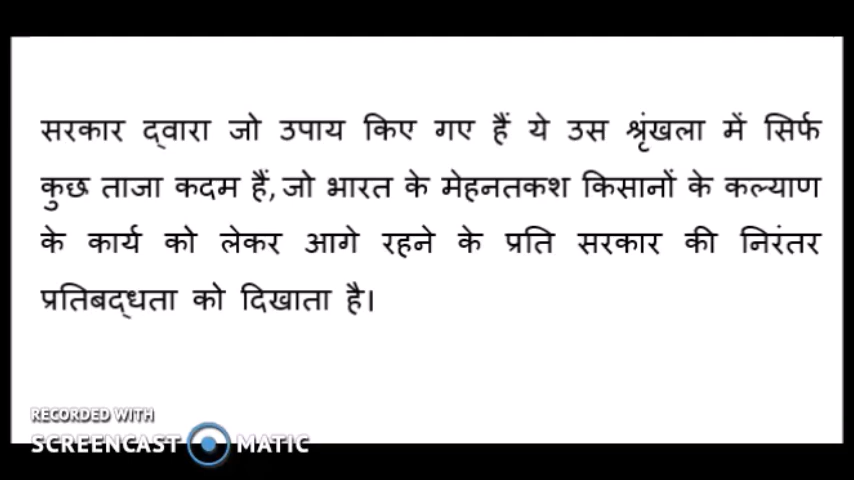 सरकार द्वारा जो उपाय किए गए हैं ये उस श्रृंखला में सिर्फ
कुछ ताजा कदम हैं, जो भारत के मेहनतकश किसानों के कल्याण
के कार्य को लेकर आगे रहने के प्रति सरकार की निरंतर
प्रतिबद्धता को दिखाता है।
RECORDED WITH
SCREENCAST MATIC